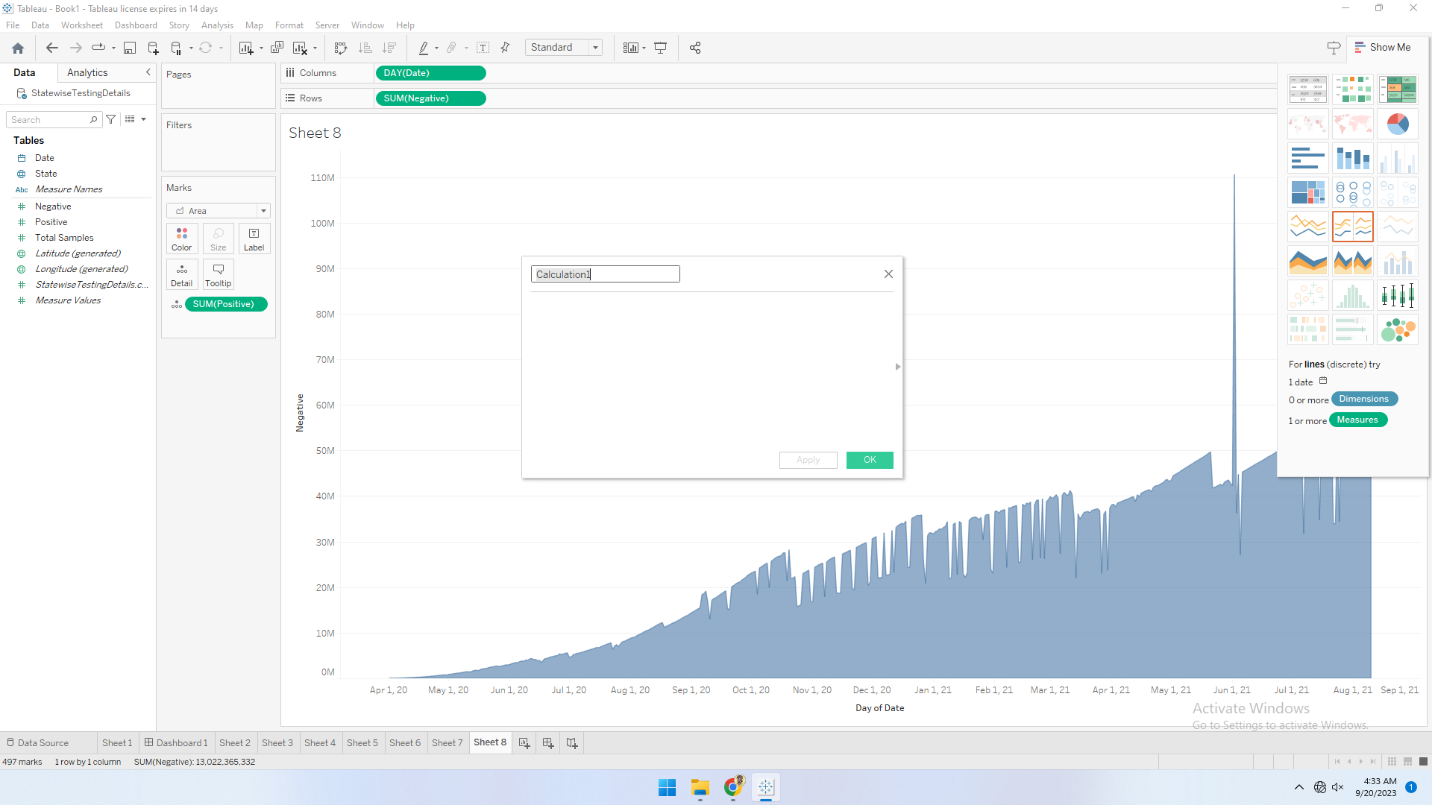 Tableau - Book1 - Tableau license expires in 14 days
File Data Worksheet Dashboard Story Analysis Map Format Server Window Help
Standard
Show Me
Data Analytics
StatewiseTestingDetails
Search
Tables
Date
State
Abc Measure Names
Negative
Positive
Total Samples
Latitude (generated)
Longitude (generated)
StatewiseTestingDetails.c...
Measure Values
Pages
Filters
Marks
Area
Color Size Label
Detail Tooltip
SUM(Positive)
Columns DAY(Date)
Rows SUM(Negative)
Sheet 8
110M
100M
90M
80M
70M
60M
50M
40M
30M
20M
10M
0M
Negative
Apr 1, 20 May 1, 20 Jun 1, 20 Jul 1, 20 Aug 1, 20 Sep 1, 20 Oct 1, 20 Nov 1, 20 Dec 1, 20 Jan 1, 21 Feb 1, 21 Mar 1, 21 Apr 1, 21 May 1, 21 Jun 1, 21 Jul 1, 21 Aug 1, 21 Sep 1, 21
Day of Date
Calculation1
Apply OK
For lines (discrete) try
1 date
0 or more Dimensions
1 or more Measures
Activate Windows
Go to Settings to activate Windows.
Data Source Sheet 1 Dashboard 1 Sheet 2 Sheet 3 Sheet 4 Sheet 5 Sheet 6 Sheet 7 Sheet 8
497 marks 1 row by 1 column SUM(Negative): 13,022,365,332
4:33 AM
9/20/2023
1